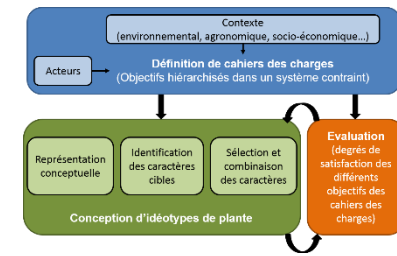 Contexte
(environnemental, agronomique, socio-économique...)
Acteurs
Définition de cahiers des charges
(Objectifs hiérarchisés dans un système contraint)
Représentation
conceptuelle
Identification
des caractères
cibles
Sélection et
combinaison
des caractères
Conception d'idéotypes de plante
Evaluation
(degrés de
satisfaction des
différents
objectifs des
cahiers des
charges)